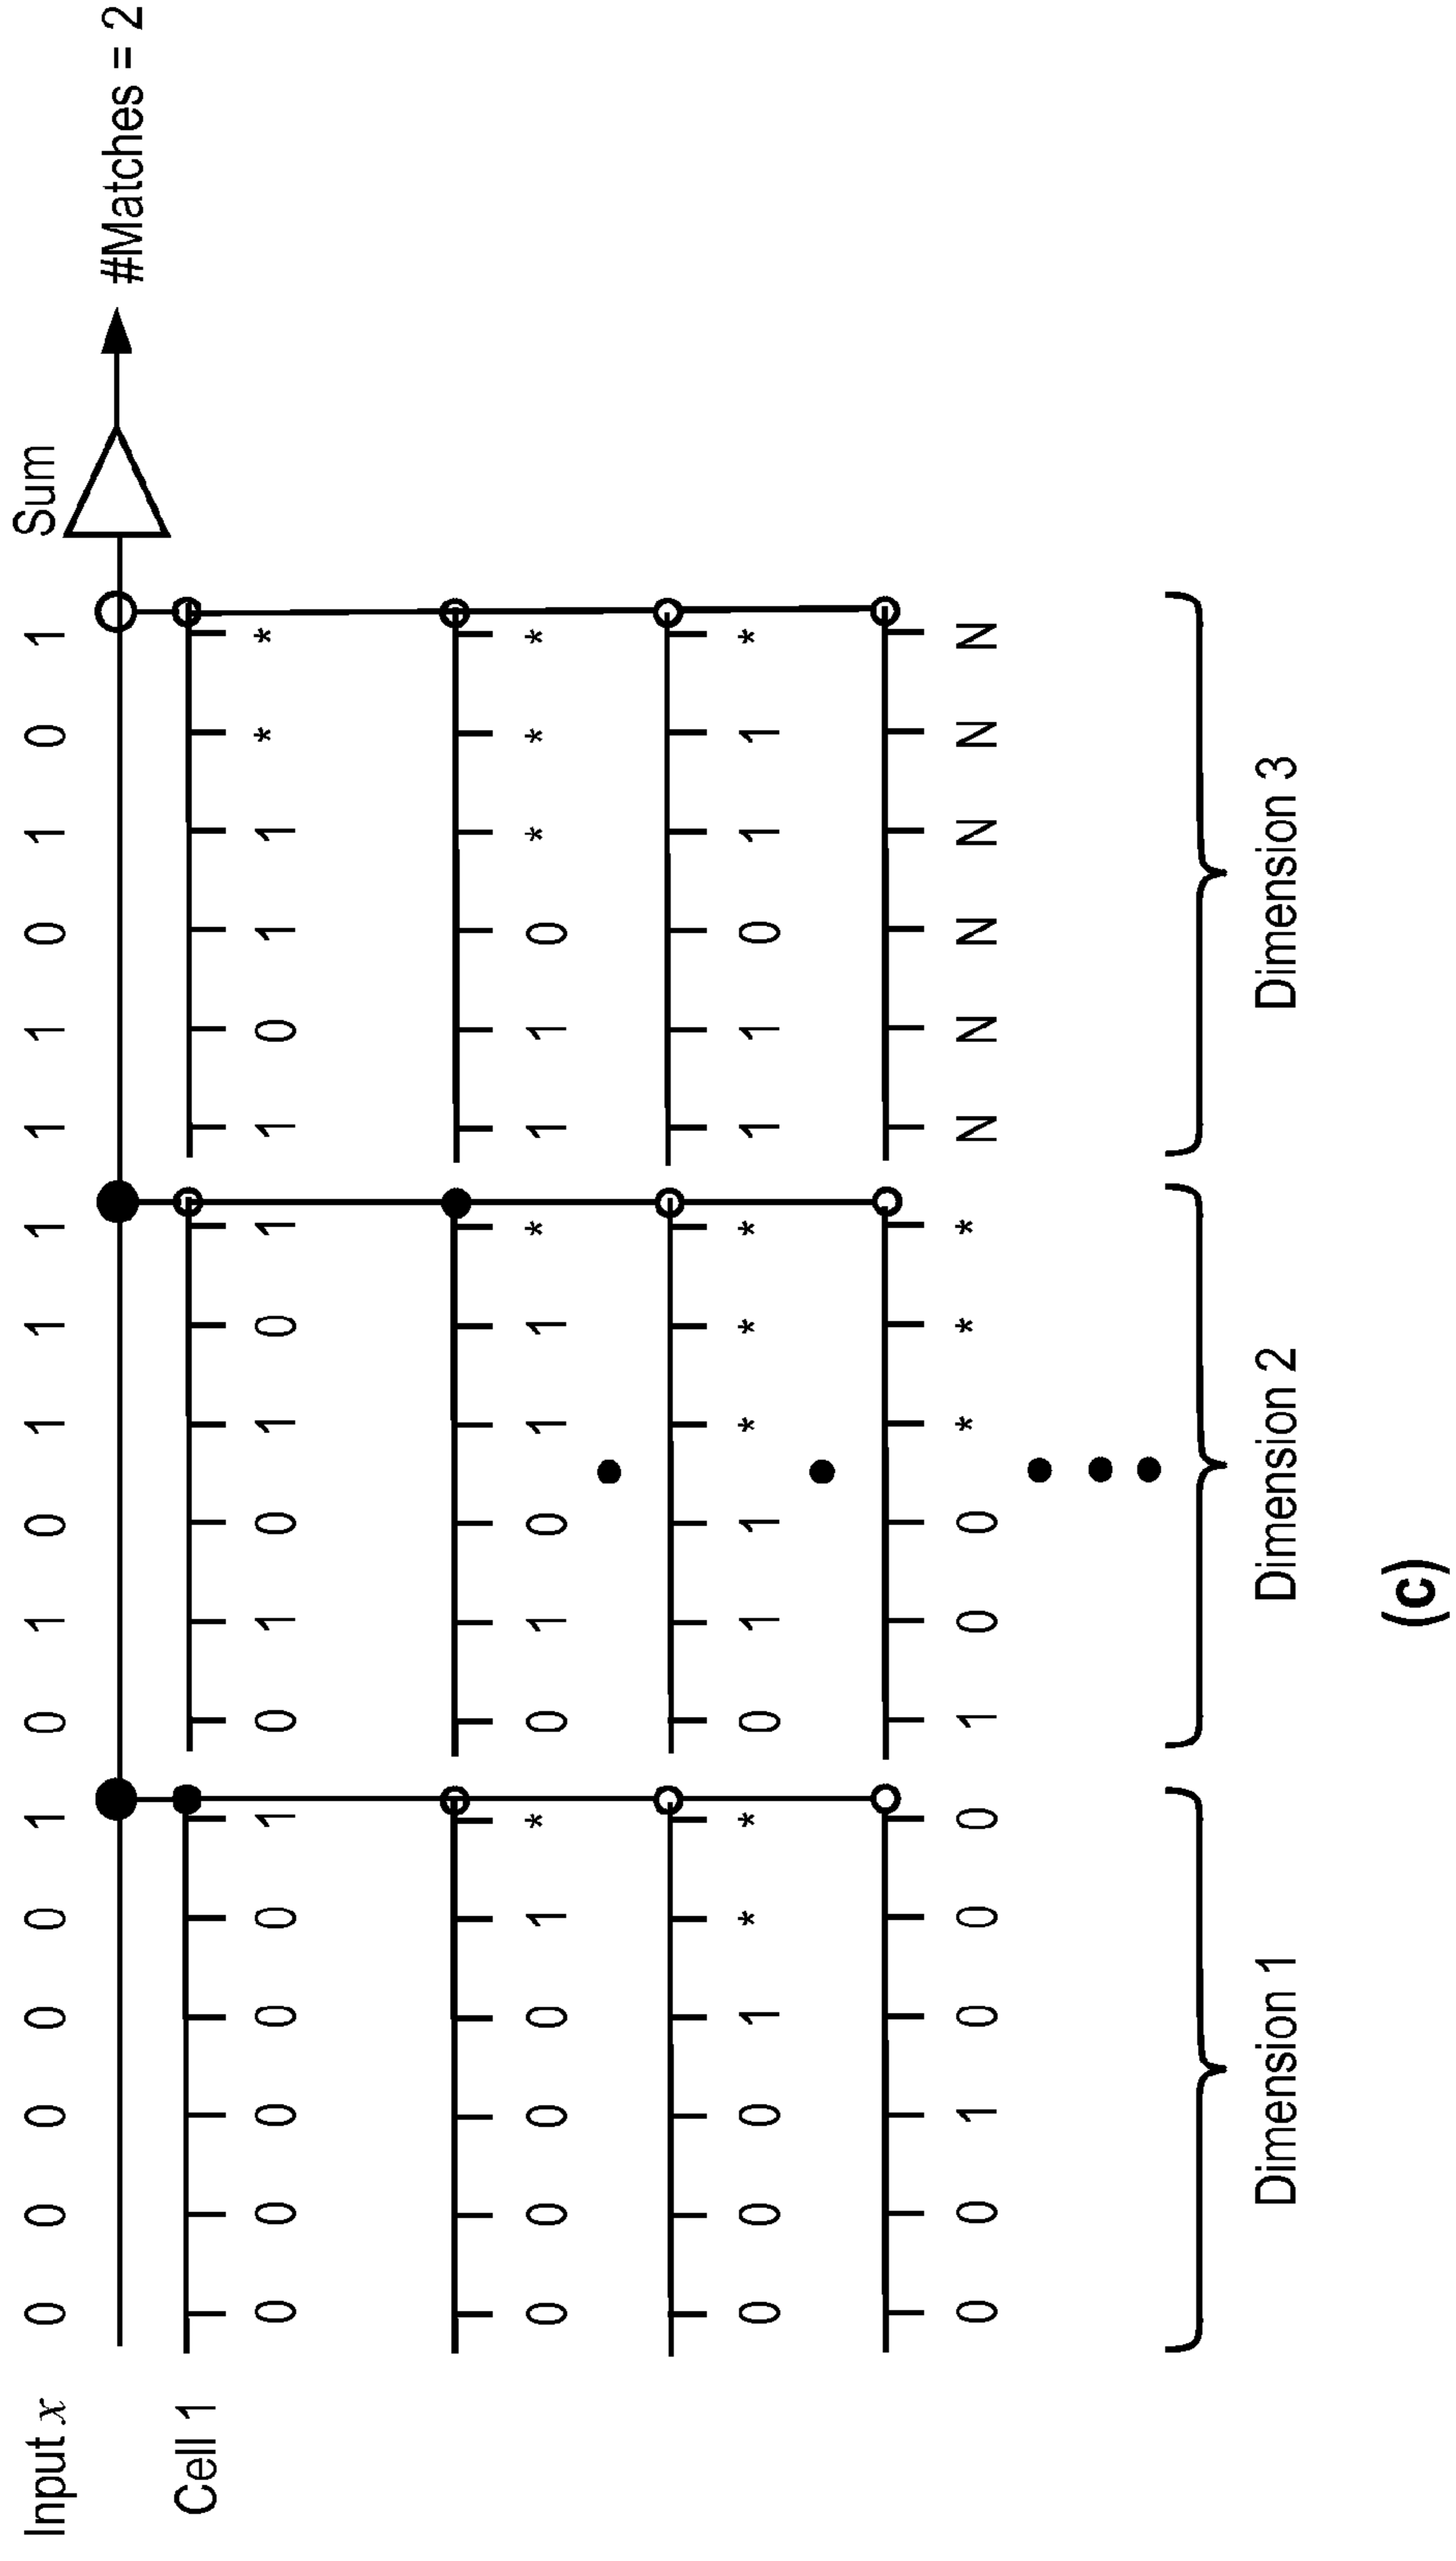 Sum
Input x 0 0 0 0 0 1 0 1 0 1 1 1 1 1 0 1 0 1
#Matches = 2
Cell 1
0 0 0 0 0 1 0 1 0 1 0 1 1 0 1 1 * *
0 0 0 0 1 * 0 1 0 1 1 * 1 1 0 * * *
0 0 0 1 * * 0 1 1 * * * 1 1 0 1 1 *
0 0 1 0 0 0 1 0 0 * * * N N N N N N
Dimension 1 Dimension 2 Dimension 3
(c)